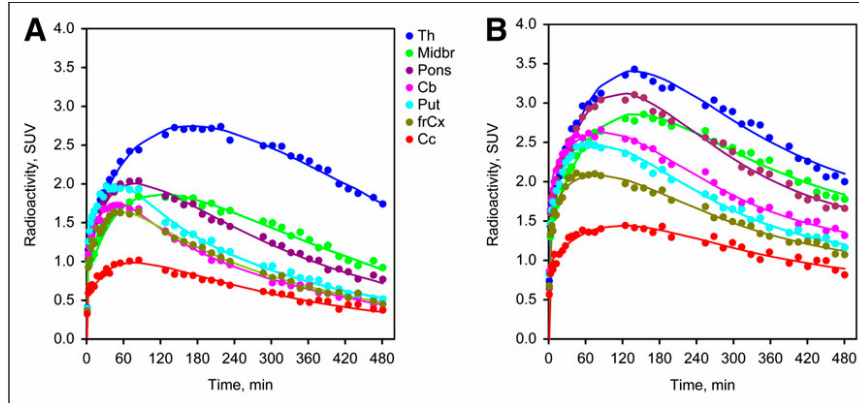 A
4.0
3.5
3.0
2.5
2.0
1.5
1.0
0.5
0.0
Radioactivity, SUV
0 60 120 180 240 300 360 420 480
Time, min
Th
Midbr
Pons
Cb
Put
frCx
Cc
B
4.0
3.5
3.0
2.5
2.0
1.5
1.0
0.5
0.0
Radioactivity, SUV
0 60 120 180 240 300 360 420 480
Time, min